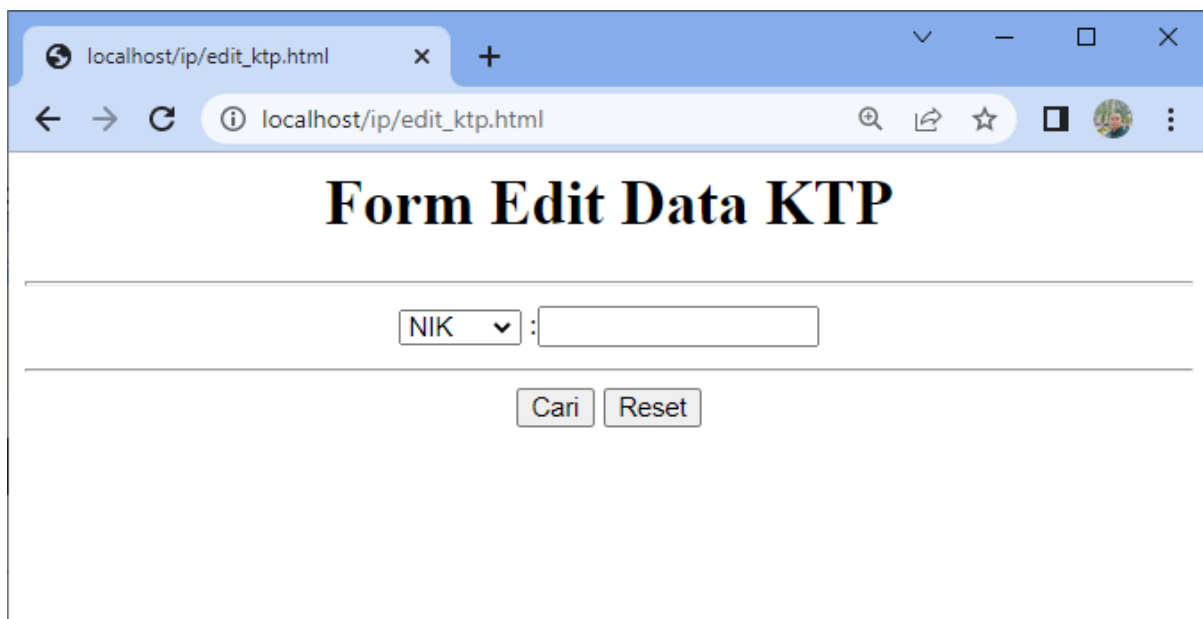 localhost/ip/edit_ktp.html
localhost/ip/edit_ktp.html
Form Edit Data KTP
NIK :
Cari Reset